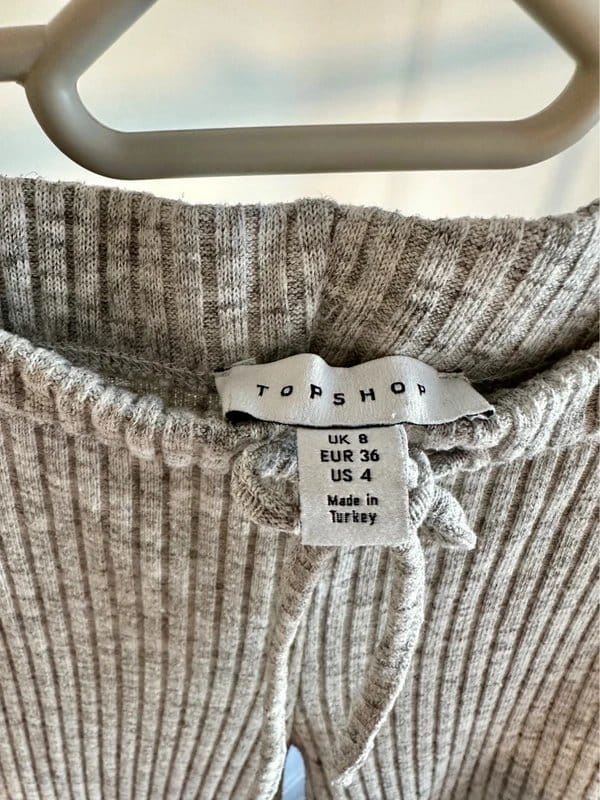 TOPSHOP
UK 8
EUR 36
US 4
Made in
Turkey